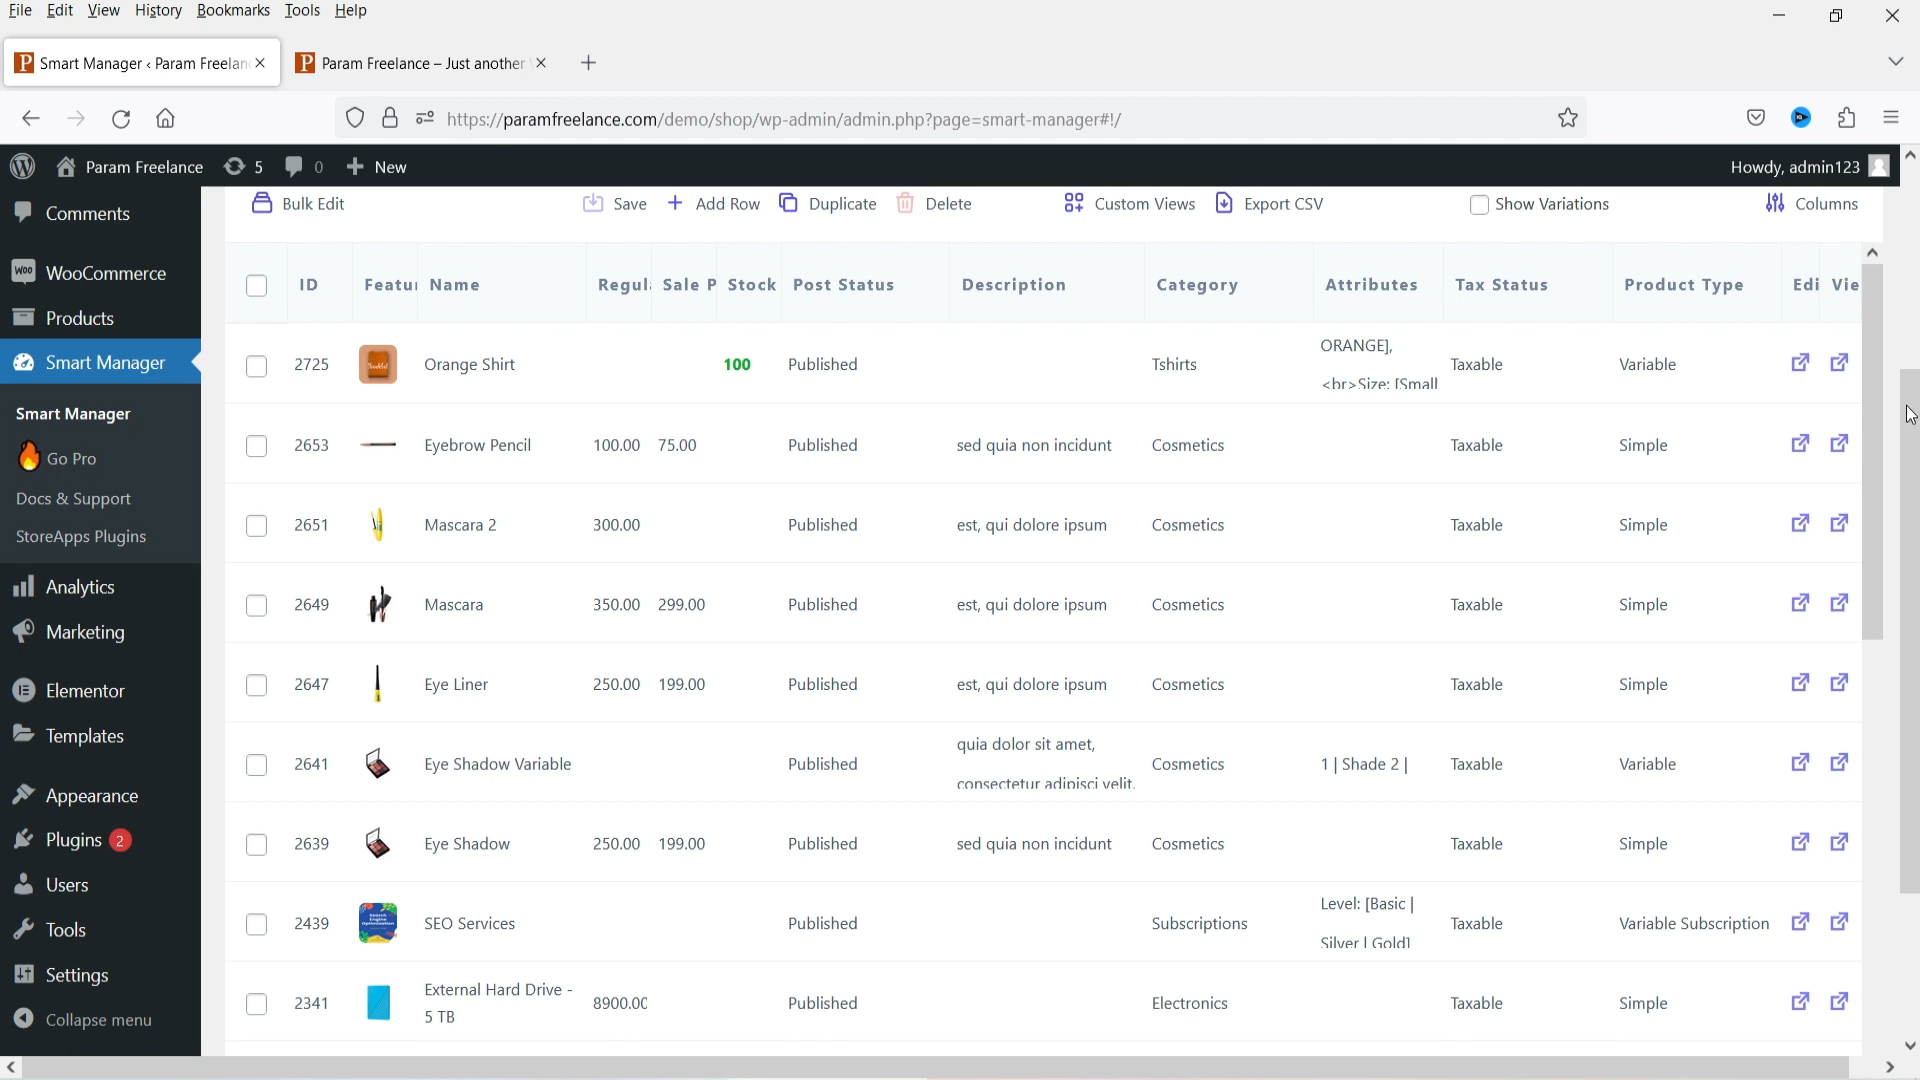 File Edit View History Bookmarks Tools Help
Smart Manager ‹ Param Freelan
Param Freelance – Just another
https://paramfreelance.com/demo/shop/wp-admin/admin.php?page=smart-manager#!/
Param Freelance 5 0 New Howdy, admin123
Comments
WooCommerce
Products
Smart Manager
Smart Manager
Go Pro
Docs & Support
StoreApps Plugins
Analytics
Marketing
Elementor
Templates
Appearance
Plugins 2
Users
Tools
Settings
Collapse menu
Bulk Edit Save Add Row Duplicate Delete Custom Views Export CSV Show Variations Columns
ID Featu Name Regul Sale P Stock Post Status Description Category Attributes Tax Status Product Type Edi Vie
2725 Orange Shirt 100 Published Tshirts ORANGE], Taxable Variable
<br>Size: [Small
2653 Eyebrow Pencil 100.00 75.00 Published sed quia non incidunt Cosmetics Taxable Simple
2651 Mascara 2 300.00 Published est, qui dolore ipsum Cosmetics Taxable Simple
2649 Mascara 350.00 299.00 Published est, qui dolore ipsum Cosmetics Taxable Simple
2647 Eye Liner 250.00 199.00 Published est, qui dolore ipsum Cosmetics Taxable Simple
2641 Eye Shadow Variable Published quia dolor sit amet, Cosmetics 1 | Shade 2 | Taxable Variable
consectetur adipisci velit,
2639 Eye Shadow 250.00 199.00 Published sed quia non incidunt Cosmetics Taxable Simple
2439 SEO Services Published Subscriptions Level: [Basic | Taxable Variable Subscription
Silver | Gold]
2341 External Hard Drive - 8900.00 Published Electronics Taxable Simple
5 TB